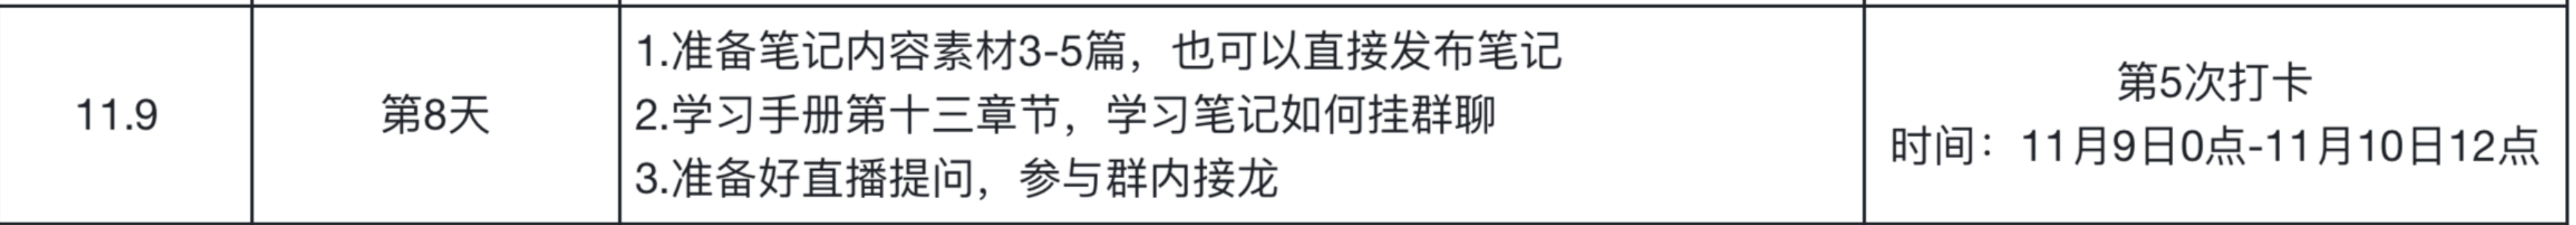 11.9
第8天
1.准备笔记内容素材3-5篇，也可以直接发布笔记
2.学习手册第十三章节，学习笔记如何挂群聊
3.准备好直播提问，参与群内接龙
第5次打卡
时间：11月9日0点-11月10日12点